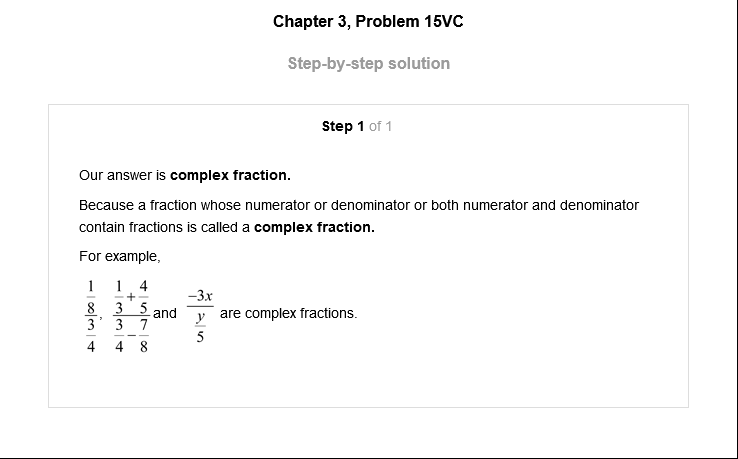 Chapter 3, Problem 15VC
Step-by-step solution
Step 1 of 1
Our answer is complex fraction.
Because a fraction whose numerator or denominator or both numerator and denominator
contain fractions is called a complex fraction.
For example,
\frac{\frac{1}{8}}{\frac{3}{4}}, \frac{\frac{1}{3}+\frac{4}{5}}{\frac{3}{4}-\frac{7}{8}} and \frac{-3x}{\frac{y}{5}} are complex fractions.